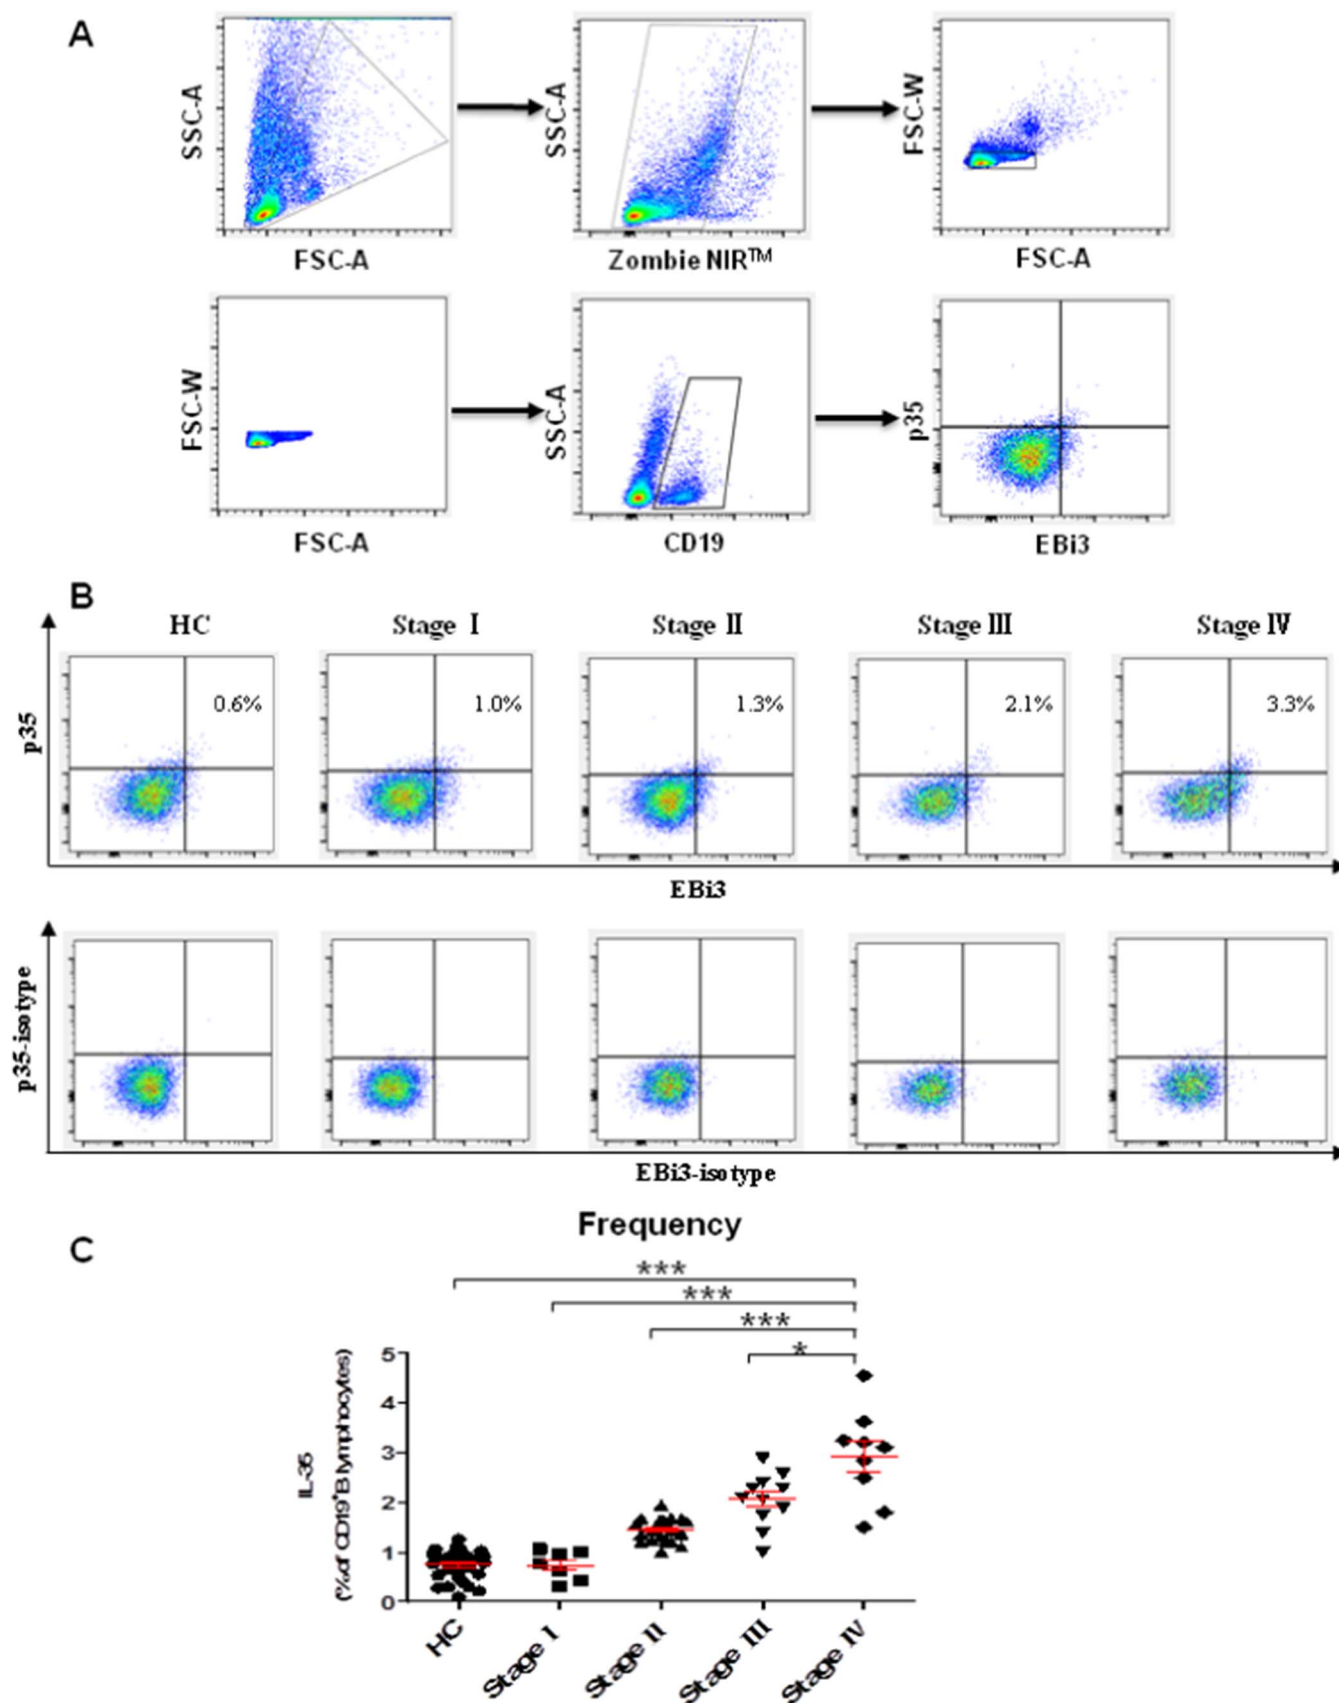 A
SSC-A
FSC-A
SSC-A
Zombie NIR™
FSC-W
FSC-A
FSC-W
FSC-A
SSC-A
CD19
p35
EBi3
B
HC
Stage I
Stage II
Stage III
Stage IV
p35
0.6%
1.0%
1.3%
2.1%
3.3%
EBi3
p35-isotype
EBi3-isotype
C
Frequency
***
***
***
*
IL-35
(% of CD19+B lymphocytes)
5
4
3
2
1
0
HC
Stage I
Stage II
Stage III
Stage IV